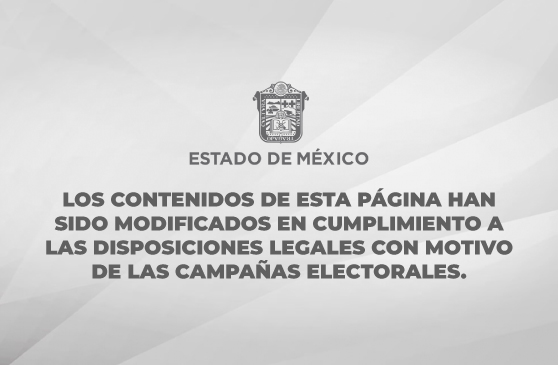 ESTADO DE MÉXICO
LOS CONTENIDOS DE ESTA PÁGINA HAN
SIDO MODIFICADOS EN CUMPLIMIENTO A
LAS DISPOSICIONES LEGALES CON MOTIVO
DE LAS CAMPAÑAS ELECTORALES.